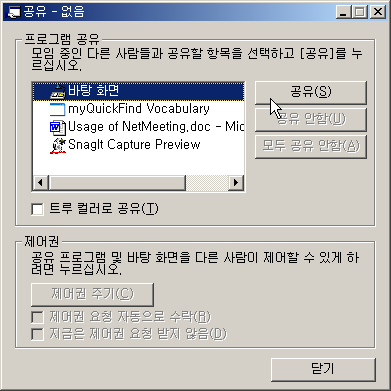 공유 - 없음
프로그램 공유
모임 중인 다른 사람들과 공유할 항목을 선택하고 [공유]를 누
르십시오.
바탕 화면
myQuickFind Vocabulary
Usage of NetMeeting.doc - Mic
SnagIt Capture Preview
공유(S)
공유 안함(U)
모두 공유 안함(A)
트루 컬러로 공유(T)
제어권
공유 프로그램 및 바탕 화면을 다른 사람이 제어할 수 있게 하
려면 누르십시오.
제어권 주기(C)
제어권 요청 자동으로 수락(R)
지금은 제어권 요청 받지 않음(D)
닫기